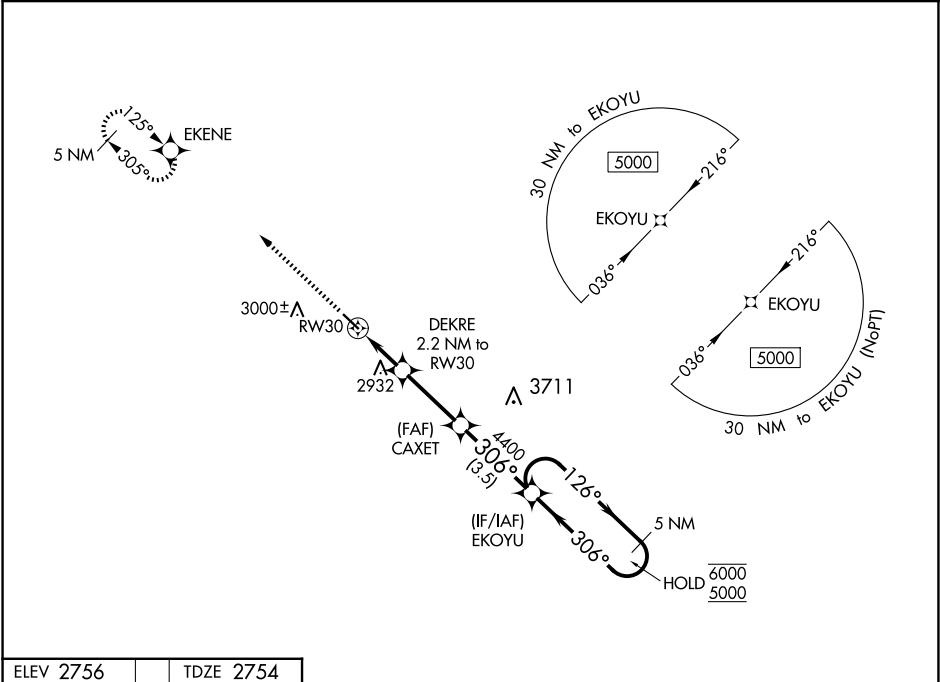 125°
EKENE
5 NM
305°
30 NM to EKOYU
5000
216°
EKOYU
036°
216°
EKOYU
036°
5000
30 NM to EKOYU (NoPT)
3000±
RW30
DEKRE
2.2 NM to
RW30
2932
3711
(FAF)
CAXET
4400
306°
(3.5)
126°
(IF/IAF)
EKOYU
5 NM
306°
HOLD 6000
5000
ELEV 2756 TDZE 2754